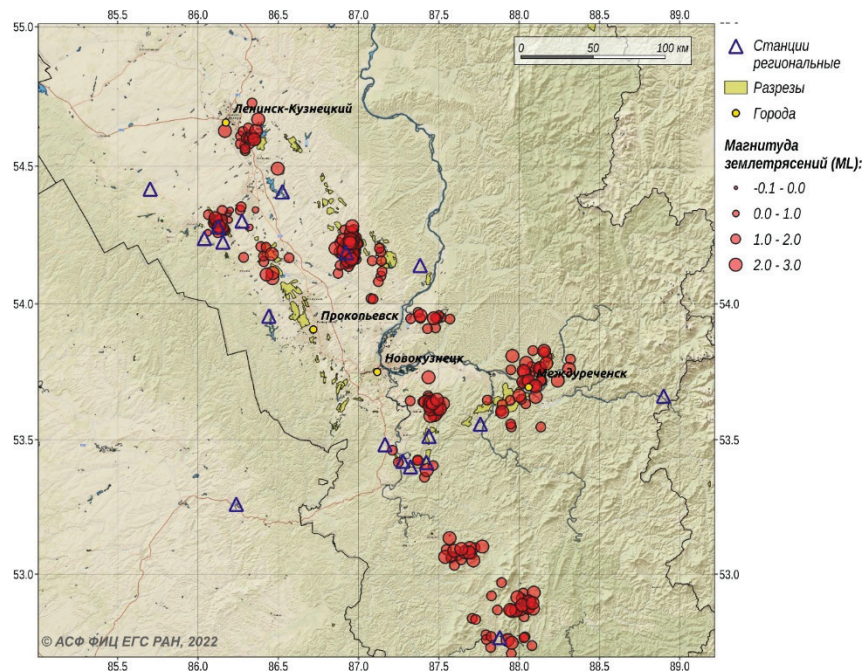 85.5 86.0 86.5 87.0 87.5 88.0 88.5 89.0
55.0
0 50 100 км
Ленинск-Кузнецкий
54.5 54.5
54.0 54.0
Прокопьевск
Новокузнецк
Междуреченск
53.5 53.5
53.0 53.0
© АСФ ФИЦ ЕГС РАН, 2022
85.5 86.0 86.5 87.0 87.5 88.0 88.5 89.0
Станции
региональные
Разрезы
Города
Магнитуда
землетрясений (ML):
-0.1 - 0.0
0.0 - 1.0
1.0 - 2.0
2.0 - 3.0